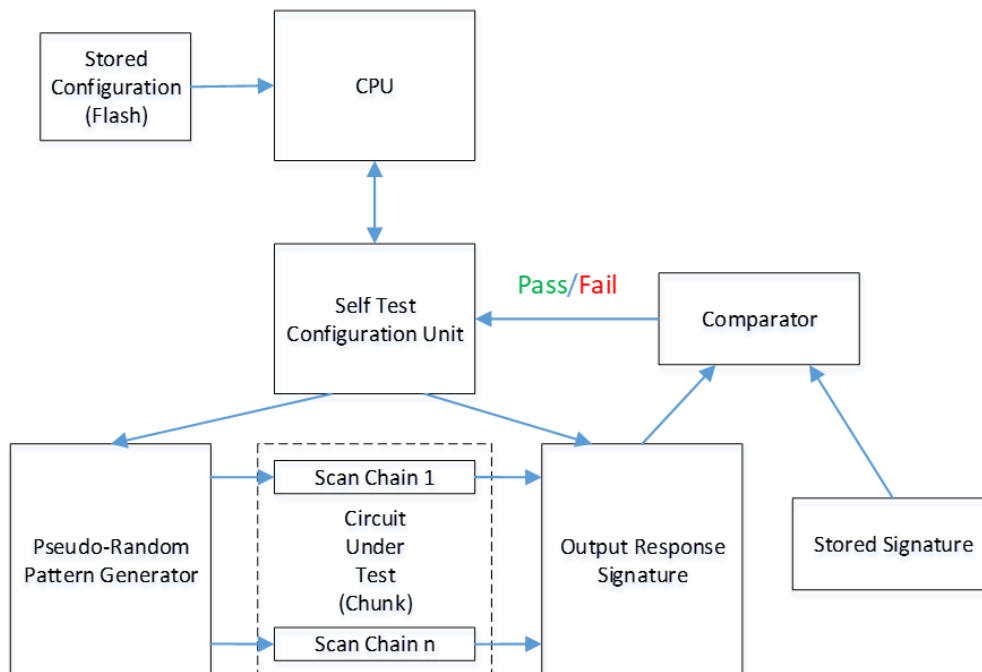 Stored
Configuration
(Flash)
CPU
Self Test
Configuration Unit
Pass/Fail
Comparator
Pseudo-Random
Pattern Generator
Scan Chain 1
Circuit
Under
Test
(Chunk)
Scan Chain n
Output Response
Signature
Stored Signature